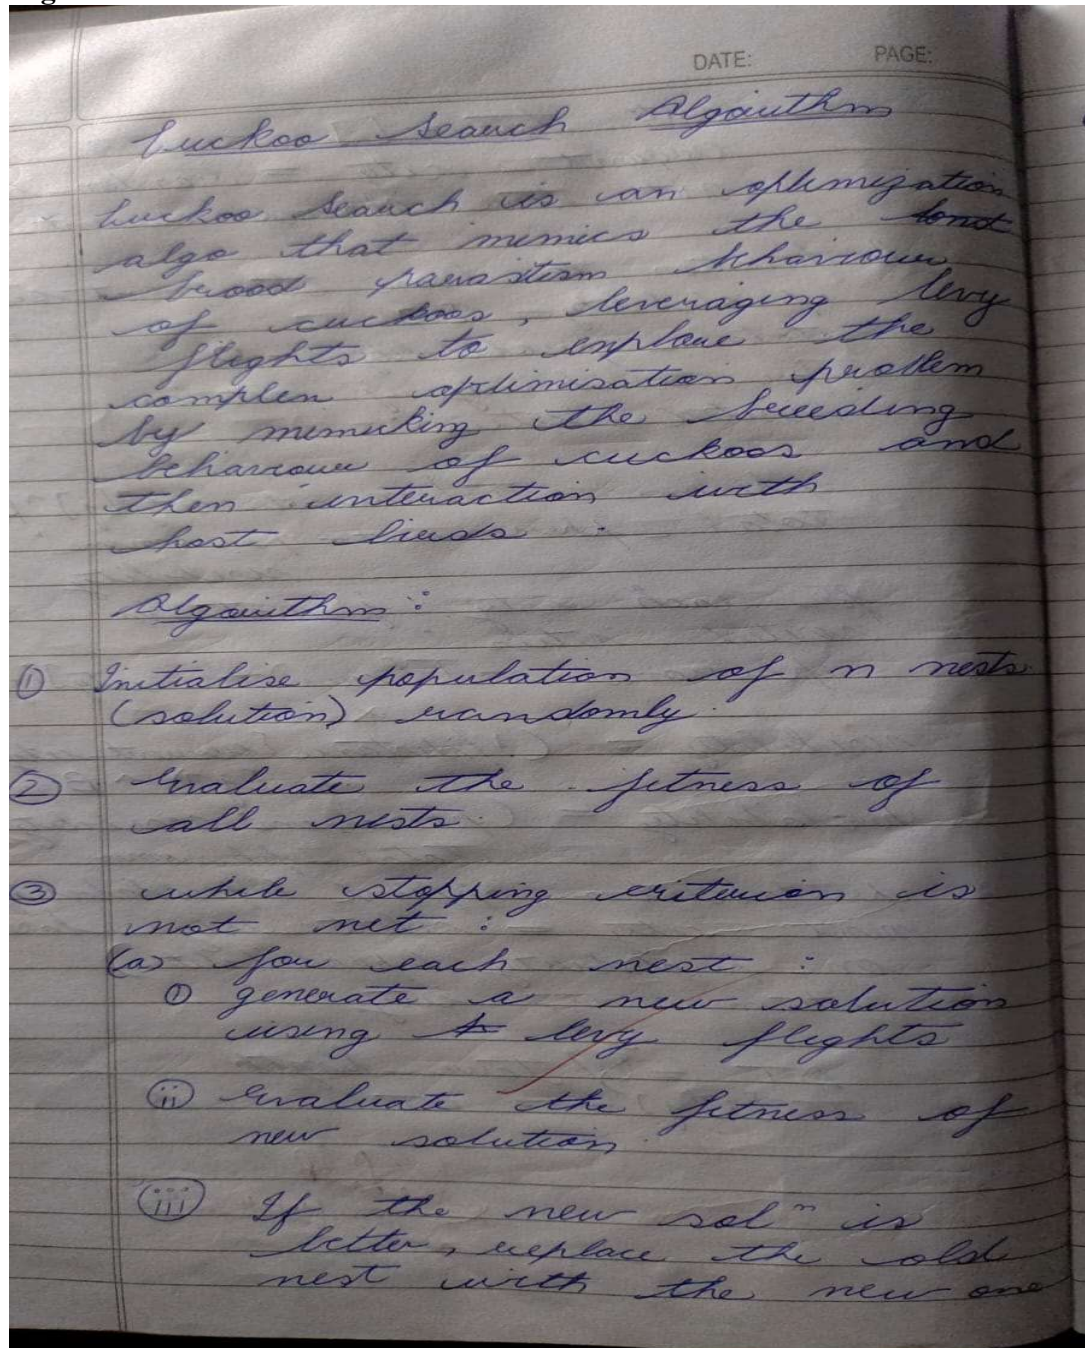 DATE: PAGE:
Cuckoo Search Algorithm
Cuckoo Search is an optimization
algo that mimics the
brood parasitism behaviour
of cuckoos, leveraging levy
flights to explore the
complex optimisation problem
by mimicking the breeding
behaviour of cuckoos and
then interaction with
host birds.
Algorithm:
① Initialise population of n nests
(solution) randomly.
② Evaluate the fitness of
all nests.
③ while stopping criterion is
not met:
(a) for each nest:
① generate a new solution
using levy flights
ⓘⓘ Evaluate the fitness of
new solution.
ⓘⓘⓘ If the new solⁿ is
better, replace the old
nest with the new one